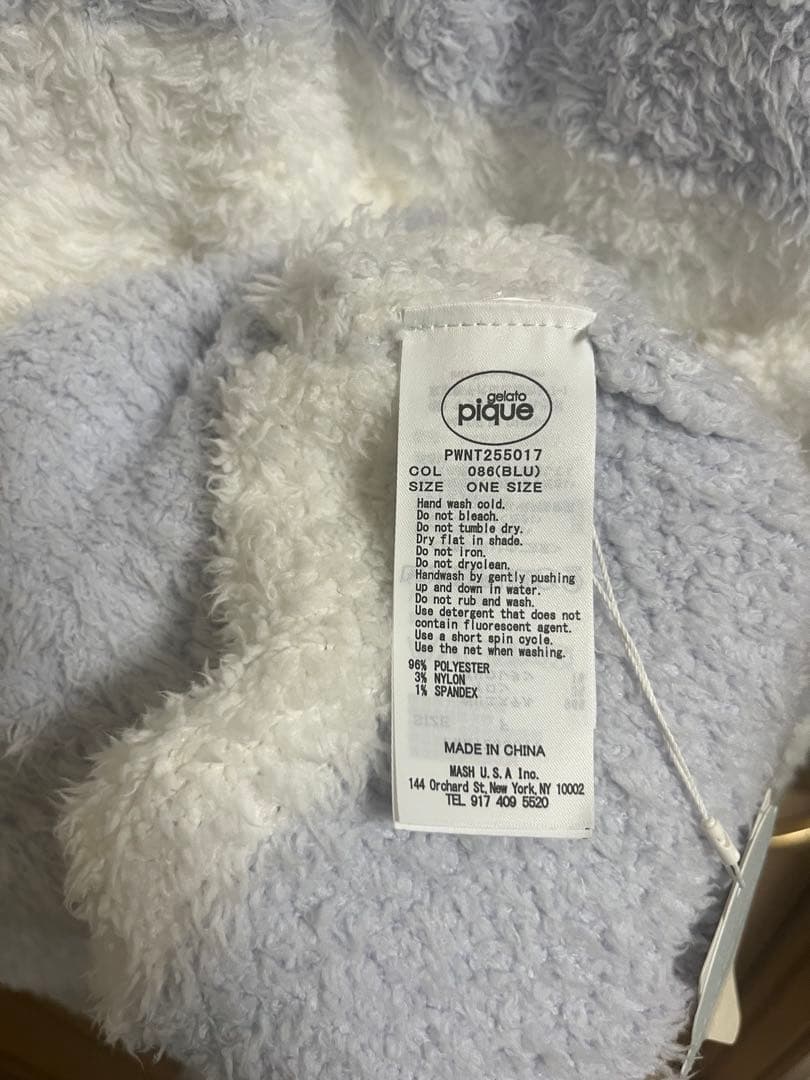 gelato
pique
PWNT255017
COL 086(BLU)
SIZE ONE SIZE
Hand wash cold.
Do not bleach.
Do not tumble dry.
Dry flat in shade.
Do not iron.
Do not dryclean.
Handwash by gently pushing
up and down in water.
Do not rub and wash.
Use detergent that does not
contain fluorescent agent.
Use a short spin cycle.
Use the net when washing.
96% POLYESTER
3% NYLON
1% SPANDEX
MADE IN CHINA
MASH U.S.A Inc.
144 Orchard St, New York, NY 10002
TEL 917 409 5520